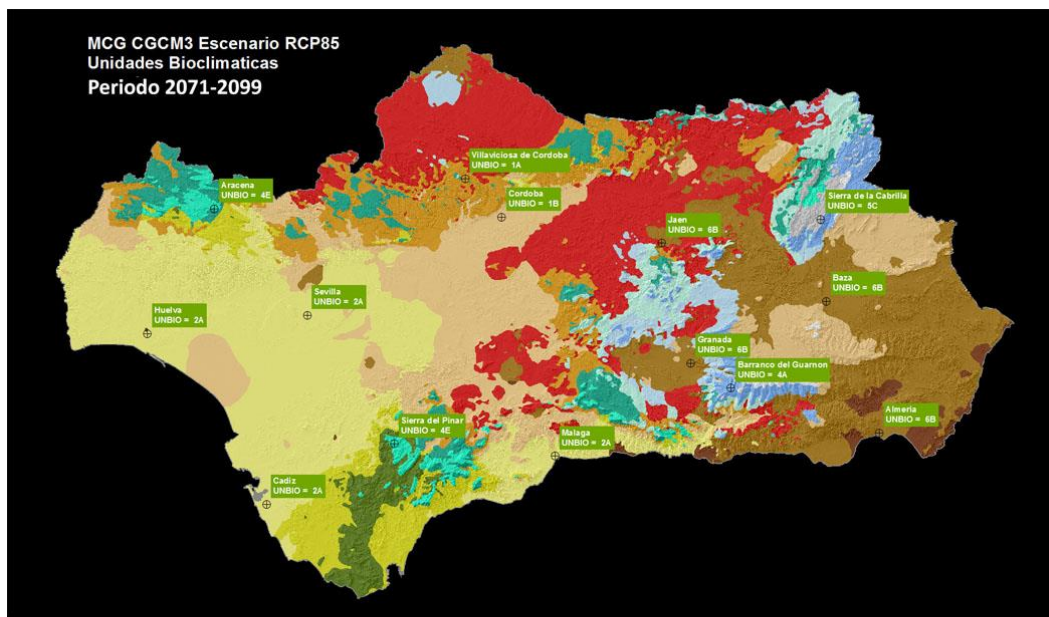 MCG CGCM3 Escenario RCP85
Unidades Bioclimaticas
Periodo 2071-2099
Villaviciosa de Cordoba
UNBIO = 1A
Aracena
UNBIO = 4E
Cordoba
UNBIO = 1B
Sierra de la Cabrilla
UNBIO = 5C
Jaen
UNBIO = 6B
Baza
UNBIO = 6B
Sevilla
UNBIO = 2A
Huelva
UNBIO = 2A
Granada
UNBIO = 6B
Barranco del Guarnon
UNBIO = 4A
Almeria
UNBIO = 6B
Sierra del Pinar
UNBIO = 4E
Malaga
UNBIO = 2A
Cadiz
UNBIO = 2A